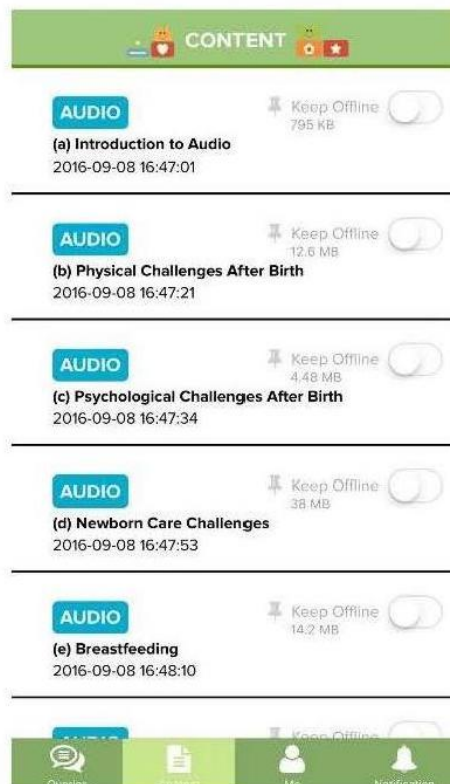 CONTENT
AUDIO
Keep Offline
795 KB
(a) Introduction to Audio
2016-09-08 16:47:01
AUDIO
Keep Offline
12.6 MB
(b) Physical Challenges After Birth
2016-09-08 16:47:21
AUDIO
Keep Offline
4.48 MB
(c) Psychological Challenges After Birth
2016-09-08 16:47:34
AUDIO
Keep Offline
38 MB
(d) Newborn Care Challenges
2016-09-08 16:47:53
AUDIO
Keep Offline
14.2 MB
(e) Breastfeeding
2016-09-08 16:48:10
AUDIO
Keep Offline
Me
Notification